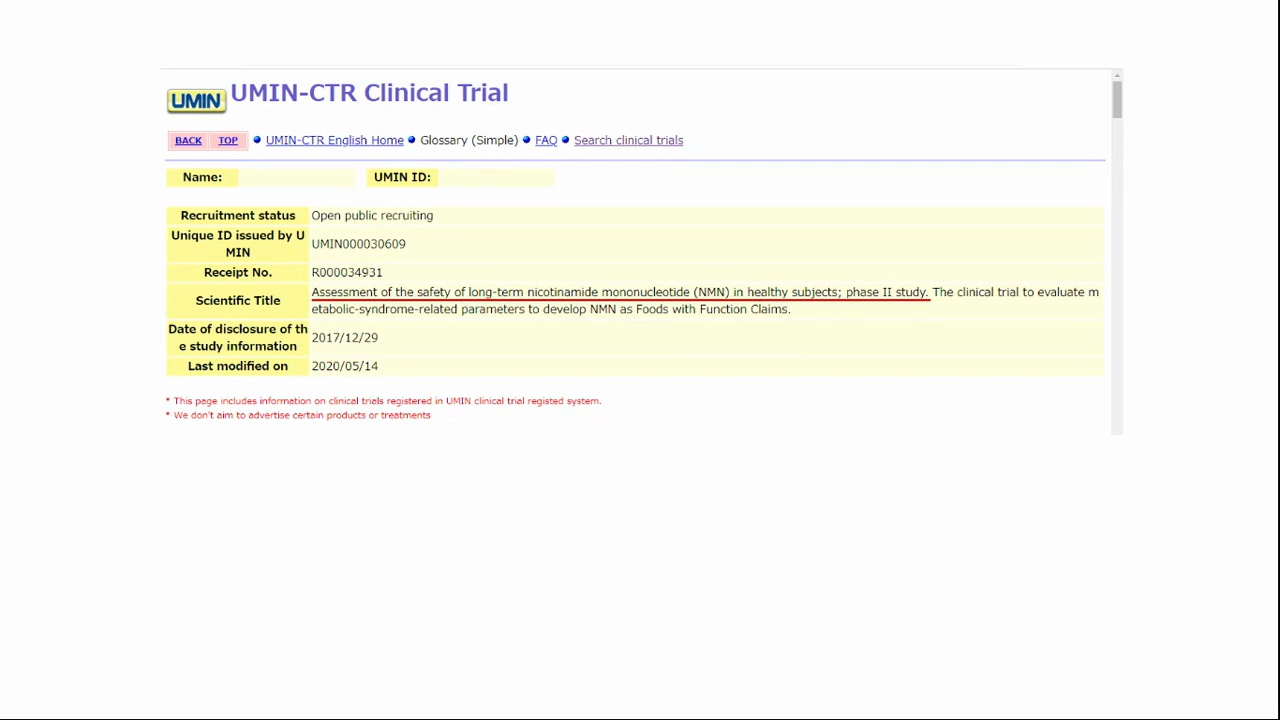 UMIN UMIN-CTR Clinical Trial
BACK TOP UMIN-CTR English Home Glossary (Simple) FAQ Search clinical trials
Name: UMIN ID:
Recruitment status Open public recruiting
Unique ID issued by U
MIN
UMIN000030609
Receipt No. R000034931
Scientific Title
Assessment of the safety of long-term nicotinamide mononucleotide (NMN) in healthy subjects; phase II study. The clinical trial to evaluate m
etabolic-syndrome-related parameters to develop NMN as Foods with Function Claims.
Date of disclosure of th
e study information
2017/12/29
Last modified on 2020/05/14
* This page includes information on clinical trials registered in UMIN clinical trial registed system.
* We don't aim to advertise certain products or treatments